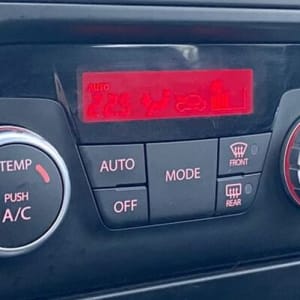 Auto
TEMP
PUSH
A/C
AUTO
OFF
MODE
FRONT
REAR